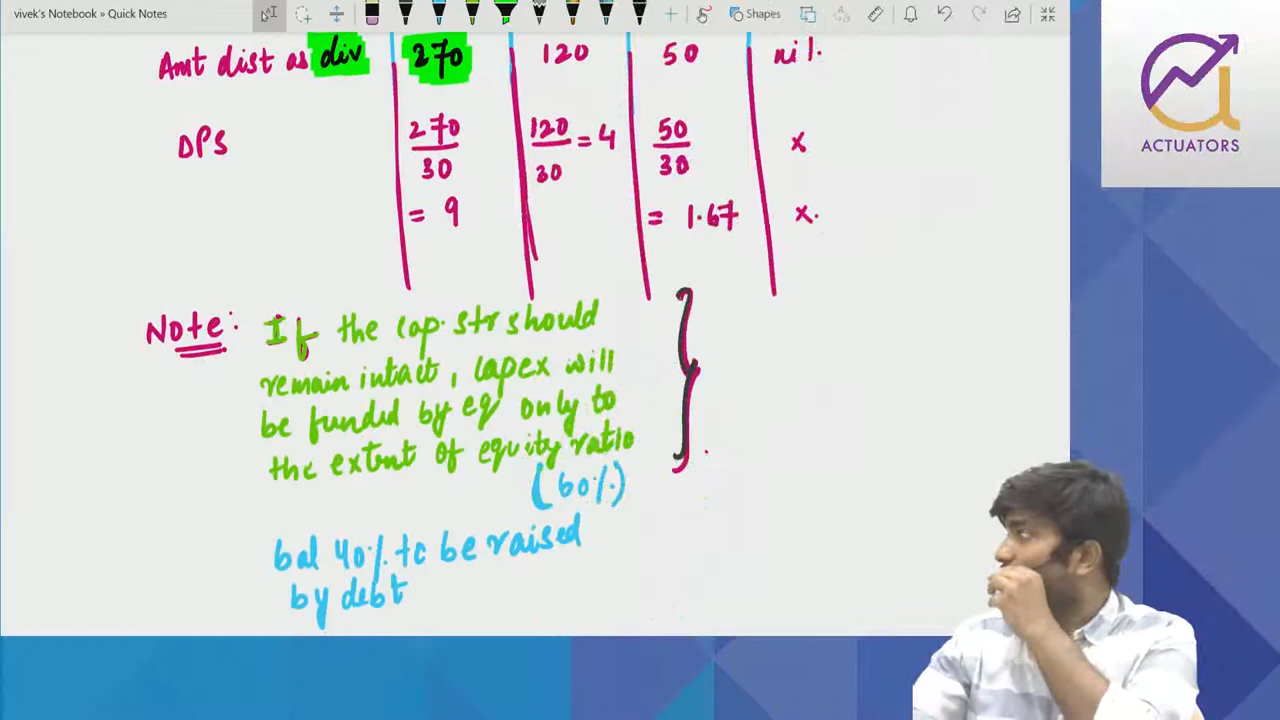 vivek's Notebook » Quick Notes
Shapes
Amt dist as div 270 120 50 nil.
DPS 270/30 120/30 = 4 50/30 x
= 9 = 1.67 x.
Note: If the cap. str should
remain intact, capex will
be funded by eq only to
the extent of equity ratio
(60%)
bal 40% to be raised
by debt
ACTUATORS